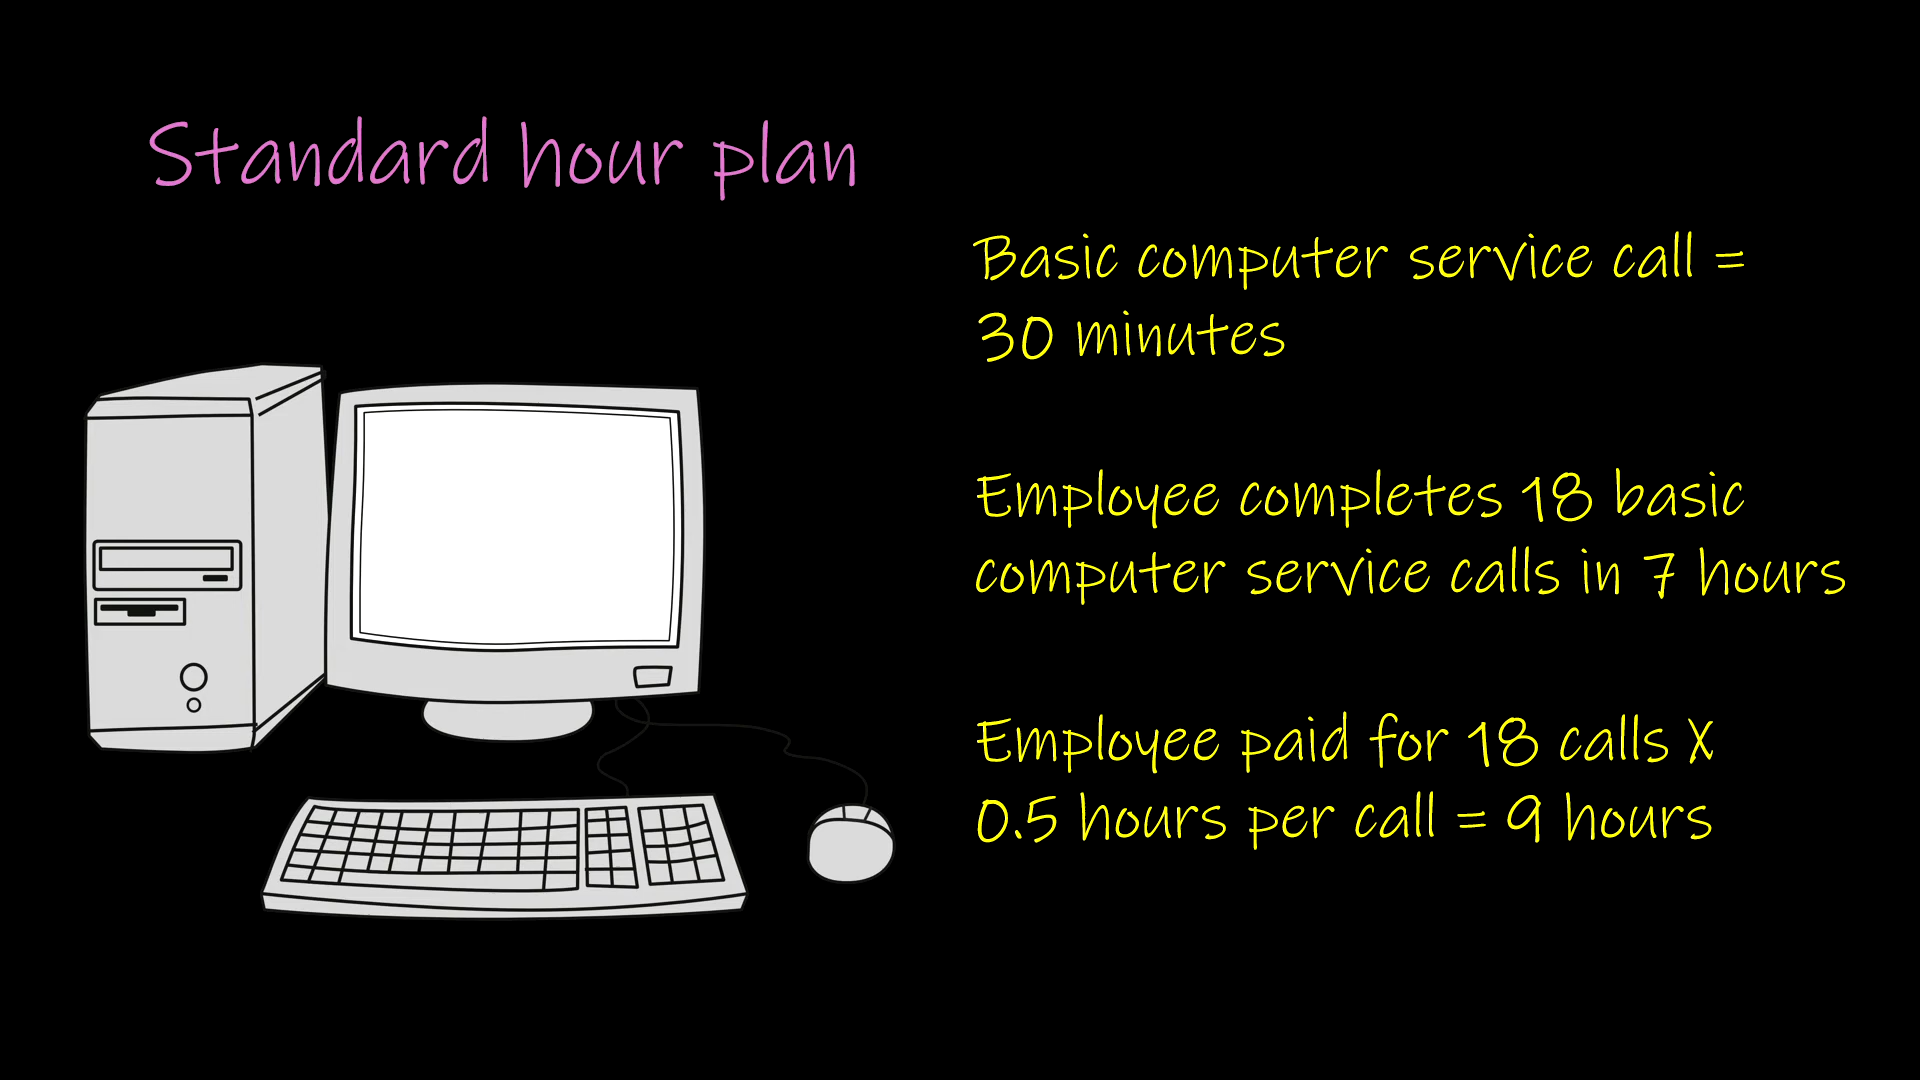 Standard hour plan
Basic computer service call =
30 minutes
Employee completes 18 basic
computer service calls in 7 hours
Employee paid for 18 calls X
0.5 hours per call = 9 hours